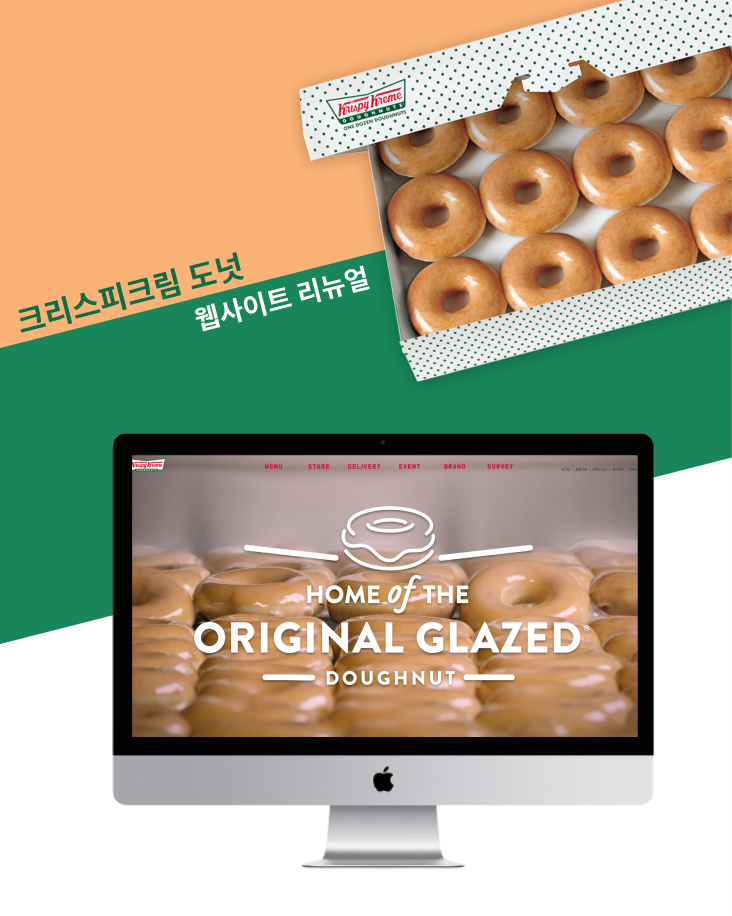 Krispy Kreme
DOUGHNUTS
ONE DOZEN DOUGHNUTS
크리스피크림 도넛
웹사이트 리뉴얼
Krispy Kreme
MENU STORE DELIVERY EVENT BRAND SURVEY
HOME of THE
ORIGINAL GLAZED®
DOUGHNUT